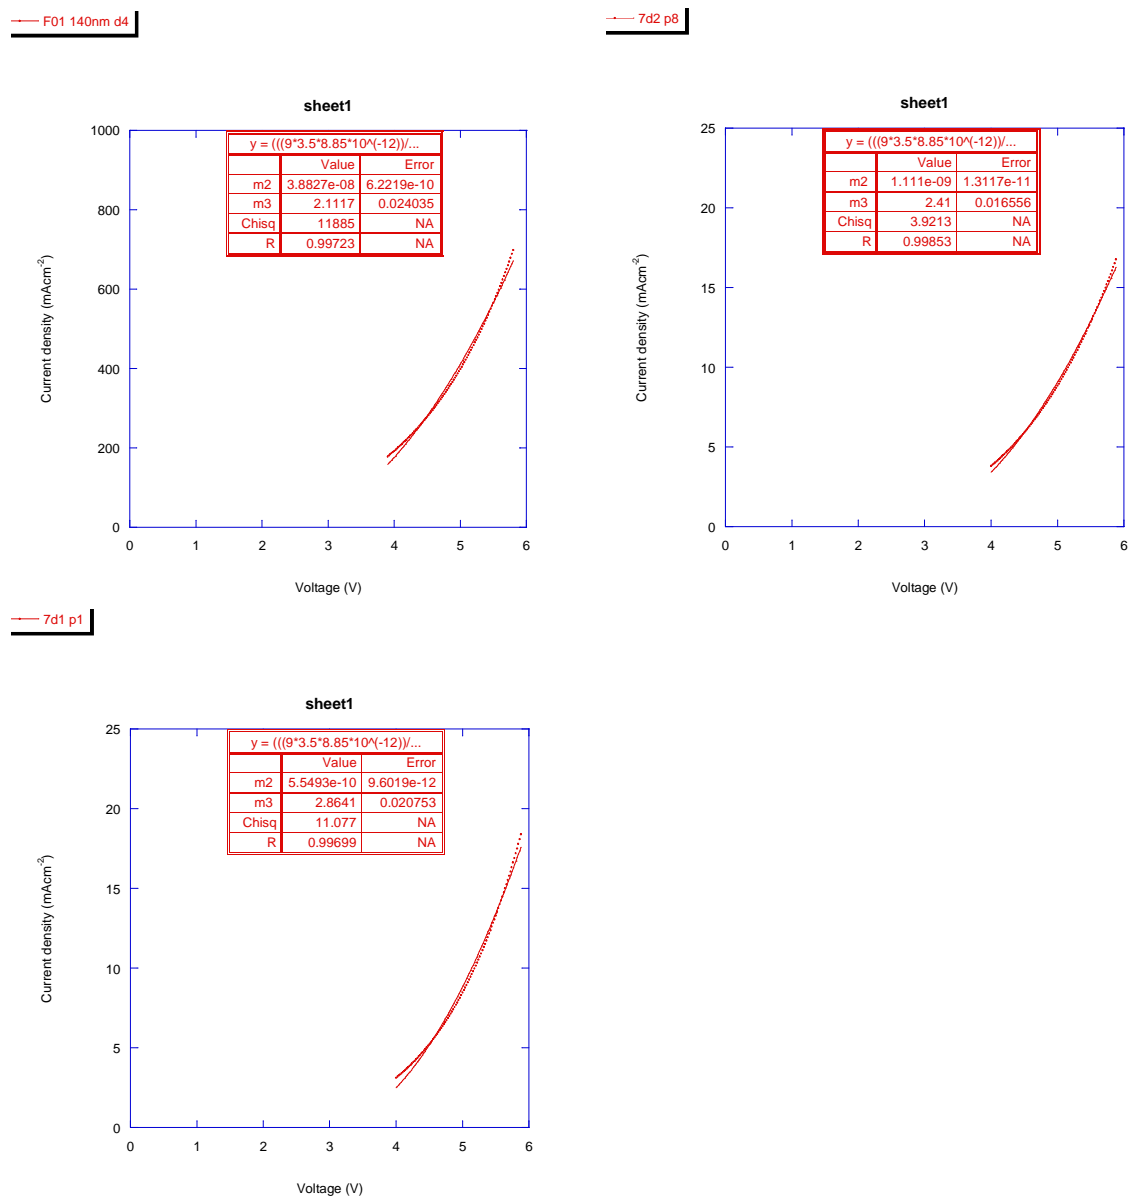 F01 140nm d4
sheet1
1000
800
600
400
200
0
Current density (mAcm-2)
y = (((9*3.5*8.85*10^(-12))/...
Value Error
m2 3.8827e-08 6.2219e-10
m3 2.1117 0.024035
Chisq 11885 NA
R 0.99723 NA
0 1 2 3 4 5 6
Voltage (V)
7d2 p8
sheet1
25
20
15
10
5
0
Current density (mAcm-2)
y = (((9*3.5*8.85*10^(-12))/...
Value Error
m2 1.111e-09 1.3117e-11
m3 2.41 0.016556
Chisq 3.9213 NA
R 0.99853 NA
0 1 2 3 4 5 6
Voltage (V)
7d1 p1
sheet1
25
20
15
10
5
0
Current density (mAcm-2)
y = (((9*3.5*8.85*10^(-12))/...
Value Error
m2 5.5493e-10 9.6019e-12
m3 2.8641 0.020753
Chisq 11.077 NA
R 0.99699 NA
0 1 2 3 4 5 6
Voltage (V)